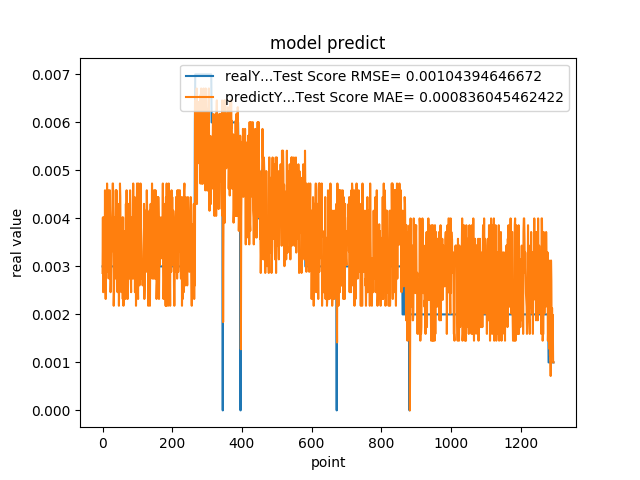 model predict
realY...Test Score RMSE= 0.00104394646672
predictY...Test Score MAE= 0.000836045462422
0.007
0.006
0.005
0.004
0.003
0.002
0.001
0.000
real value
0 200 400 600 800 1000 1200
point